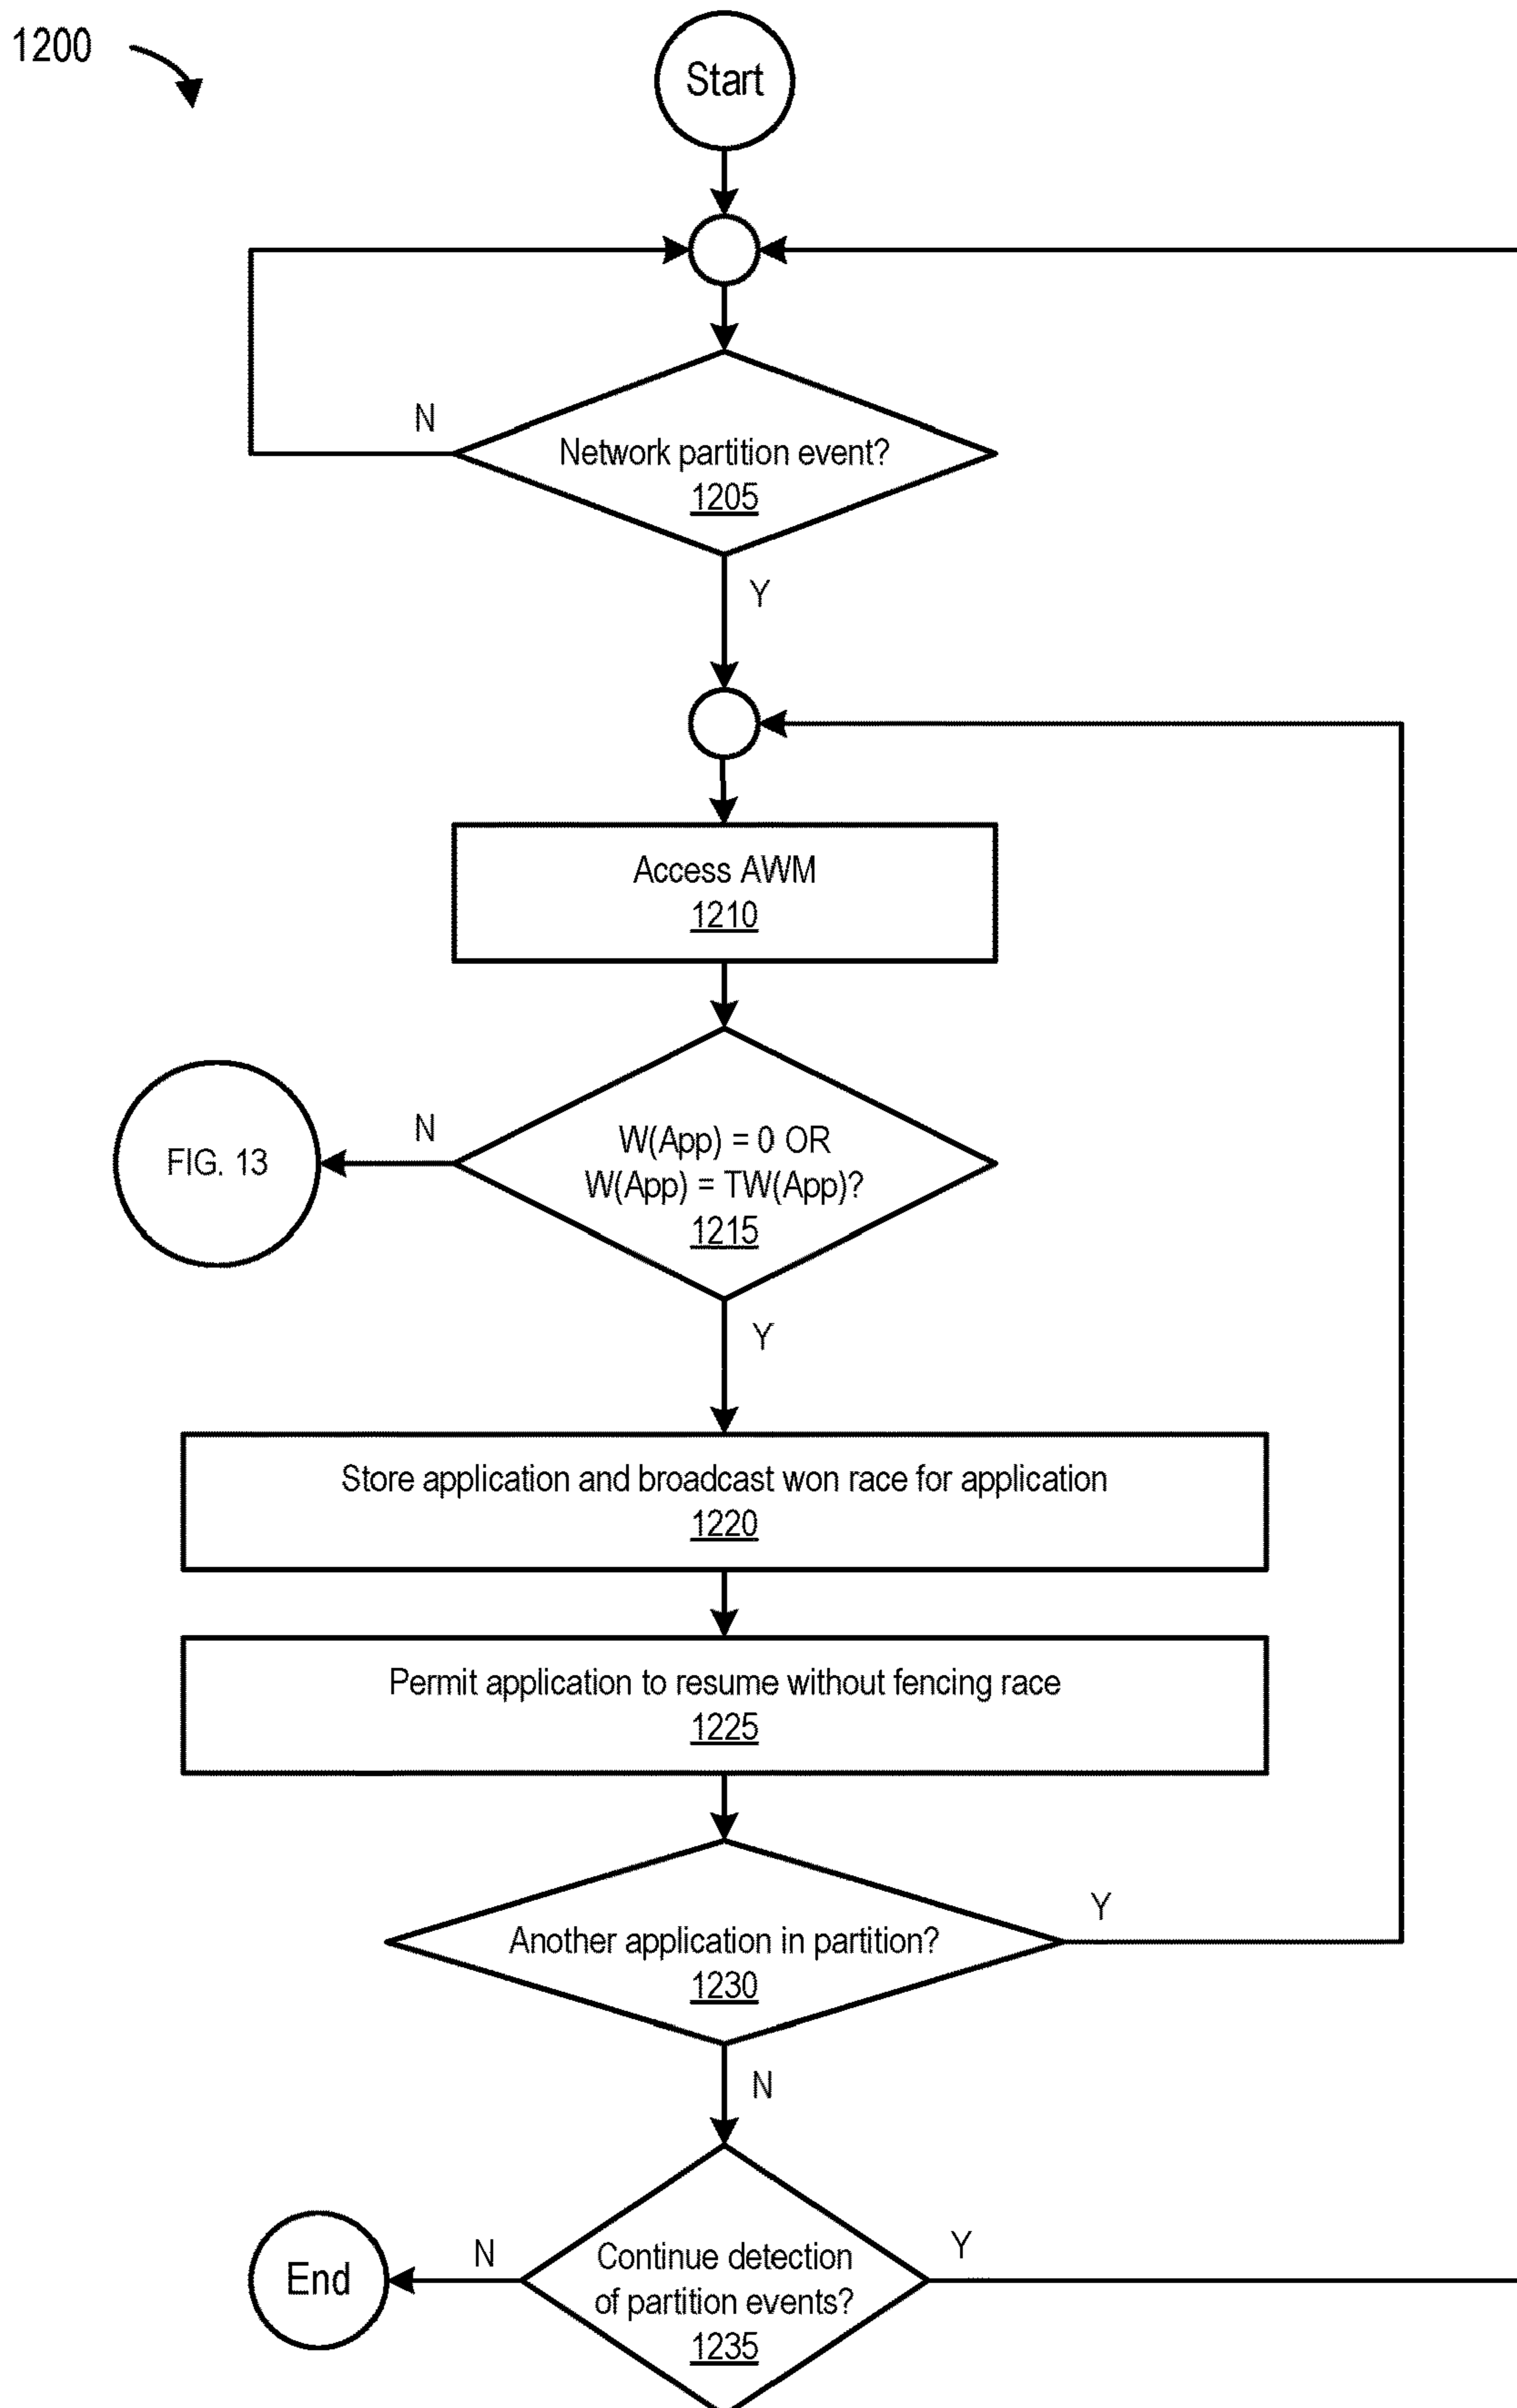 1200
Start
N
Network partition event?
1205
Y
Access AWM
1210
FIG. 13
N
W(App) = 0 OR
W(App) = TW(App)?
1215
Y
Store application and broadcast won race for application
1220
Permit application to resume without fencing race
1225
Another application in partition?
1230
Y
N
End
N
Continue detection
of partition events?
1235
Y